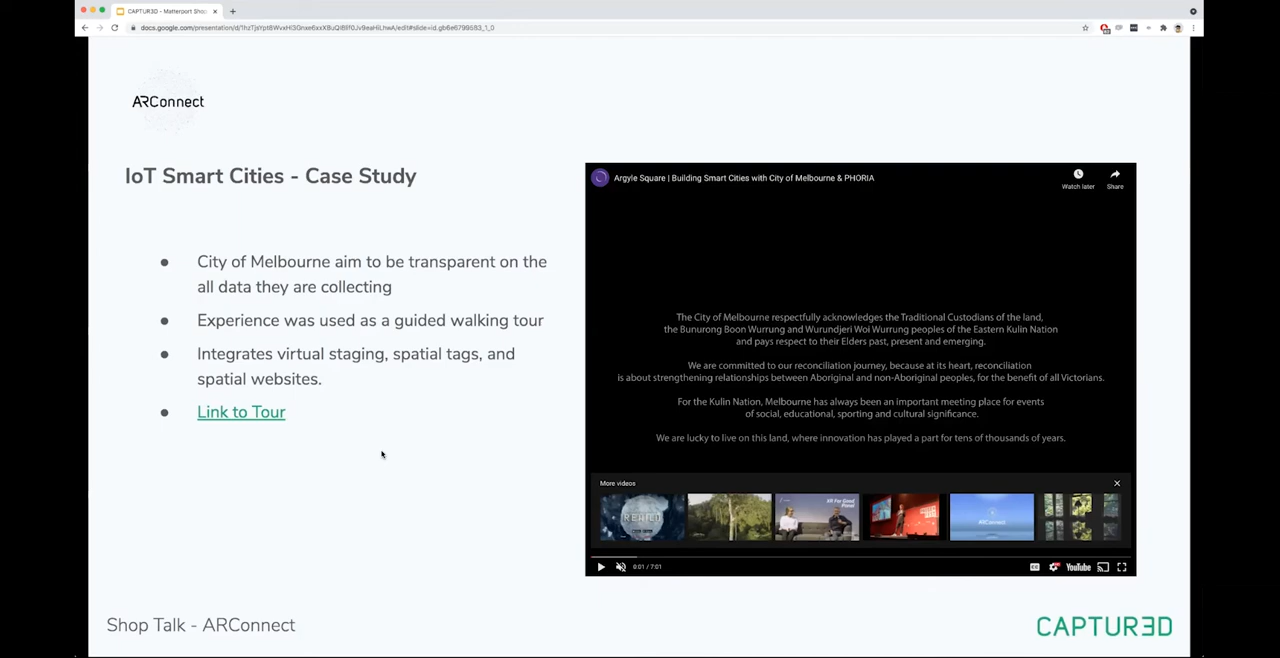 CAPTUR3D - Matterport Shop
ARConnect
IoT Smart Cities - Case Study
City of Melbourne aim to be transparent on the
all data they are collecting
Experience was used as a guided walking tour
Integrates virtual staging, spatial tags, and
spatial websites.
Link to Tour
Argyle Square | Building Smart Cities with City of Melbourne & PHORIA
Watch later
Share
The City of Melbourne respectfully acknowledges the Traditional Custodians of the land,
the Bunurong Boon Wurrung and Wurundjeri Woi Wurrung peoples of the Eastern Kulin Nation
and pays respect to their Elders past, present and emerging.
We are committed to our reconciliation journey, because at its heart, reconciliation
is about strengthening relationships between Aboriginal and non-Aboriginal peoples, for the benefit of all Victorians.
For the Kulin Nation, Melbourne has always been an important meeting place for events
of social, educational, sporting and cultural significance.
We are lucky to live on this land, where innovation has played a part for tens of thousands of years.
More videos
XR For Good
Panel
ARConnect
0:01 / 7:01
YouTube
Shop Talk - ARConnect
CAPTUR3D